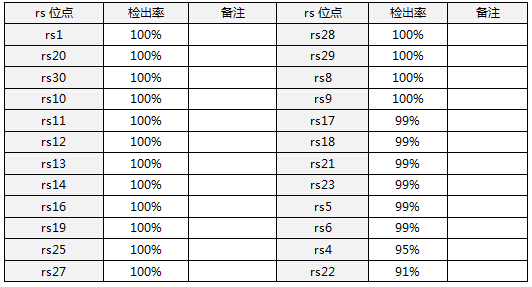 rs 位点 检出率 备注 rs 位点 检出率 备注
rs1 100% rs28 100%
rs20 100% rs29 100%
rs30 100% rs8 100%
rs10 100% rs9 100%
rs11 100% rs17 99%
rs12 100% rs18 99%
rs13 100% rs21 99%
rs14 100% rs23 99%
rs16 100% rs5 99%
rs19 100% rs6 99%
rs25 100% rs4 95%
rs27 100% rs22 91%